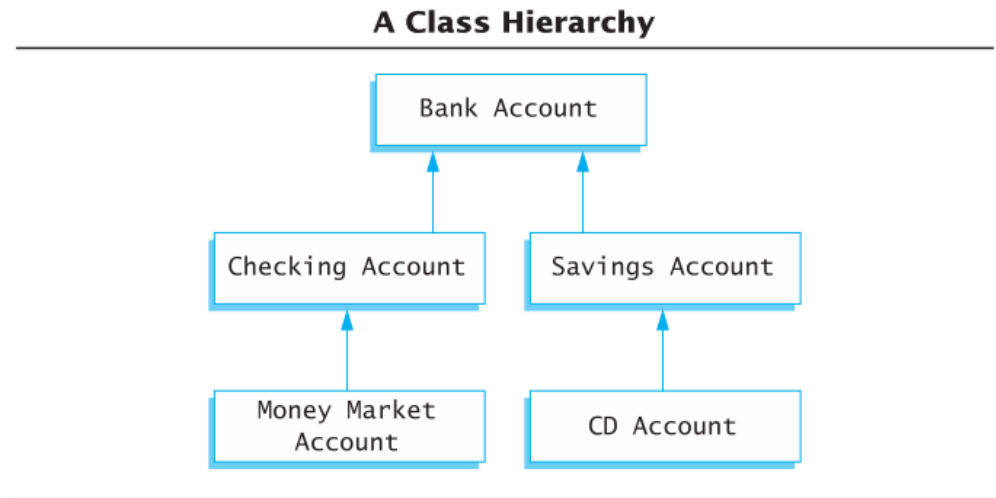 A Class Hierarchy
Bank Account
Checking Account
Savings Account
Money Market
Account
CD Account